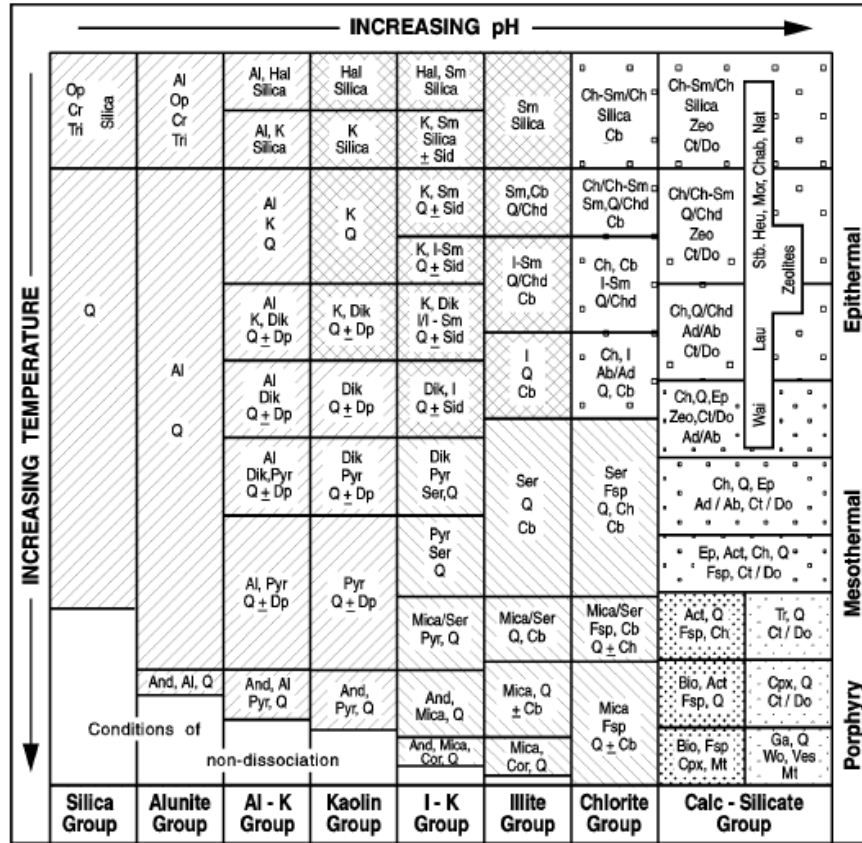 INCREASING pH
INCREASING TEMPERATURE
Op
Cr Silica
Tri
Al
Op
Cr
Tri
Al, Hal
Silica
Hal
Silica
Hal, Sm
Silica
Al, K
Silica
K
Silica
K, Sm
Silica
± Sid
Sm
Silica
Ch-Sm/Ch
Silica
Cb
Ch-Sm/Ch
Silica
Zeo
Ct/Do
Q
Al
Q
Al
K
Q
K
Q
K, Sm
Q ± Sid
K, I-Sm
Q ± Sid
Sm,Cb
Q/Chd
I-Sm
Q/Chd
Cb
Ch/Ch-Sm
Sm,Q/Chd
Cb
Ch, Cb
I-Sm
Q/Chd
Ch/Ch-Sm
Q/Chd
Zeo
Ct/Do
Al
K, Dik
Q ± Dp
K, Dik
Q ± Dp
K, Dik
I/I - Sm
Q ± Sid
I
Q
Cb
Ch, I
Ab/Ad
Q, Cb
Ch,Q/Chd
Ad/Ab
Ct/Do
Al
Dik
Q ± Dp
Dik
Q ± Dp
Dik, I
Q ± Sid
Ch,Q,Ep
Zeo,Ct/Do
Ad/Ab
Stb, Heu, Mor, Chab, Nat
Zeolites
Lau
Wai
Al
Dik,Pyr
Q ± Dp
Dik
Pyr
Q ± Dp
Dik
Pyr
Ser,Q
Ser
Q
Cb
Ser
Fsp
Q, Ch
Cb
Ch, Q, Ep
Ad / Ab, Ct / Do
Al, Pyr
Q ± Dp
Pyr
Q ± Dp
Pyr
Ser
Q
Ep, Act, Ch, Q
Fsp, Ct / Do
Mica/Ser
Pyr, Q
Mica/Ser
Q, Cb
Mica/Ser
Fsp, Cb
Q ± Ch
Act, Q
Fsp, Ch
Tr, Q
Ct / Do
And, Al, Q
And, Al
Pyr, Q
And,
Pyr, Q
And,
Mica, Q
Mica, Q
± Cb
Mica
Fsp
Q ± Cb
Bio, Act
Fsp, Q
Cpx, Q
Ct / Do
And, Mica,
Cor, Q
Mica,
Cor, Q
Bio, Fsp
Cpx, Mt
Ga, Q
Wo, Ves
Mt
Conditions of
non-dissociation
Epithermal
Mesothermal
Porphyry
Silica
Group
Alunite
Group
Al - K
Group
Kaolin
Group
I - K
Group
Illite
Group
Chlorite
Group
Calc - Silicate
Group